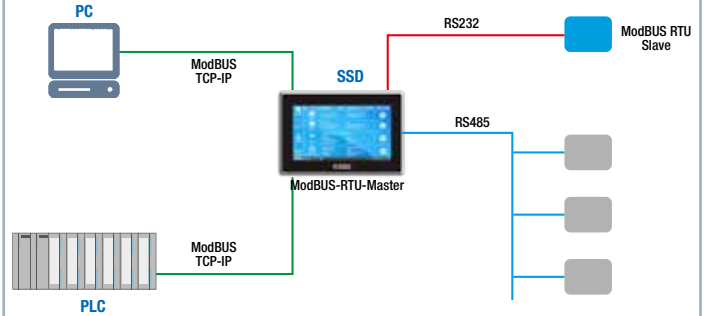 PC
RS232
ModBUS RTU
Slave
ModBUS
TCP-IP
SSD
RS485
ModBUS-RTU-Master
ModBUS
TCP-IP
PLC